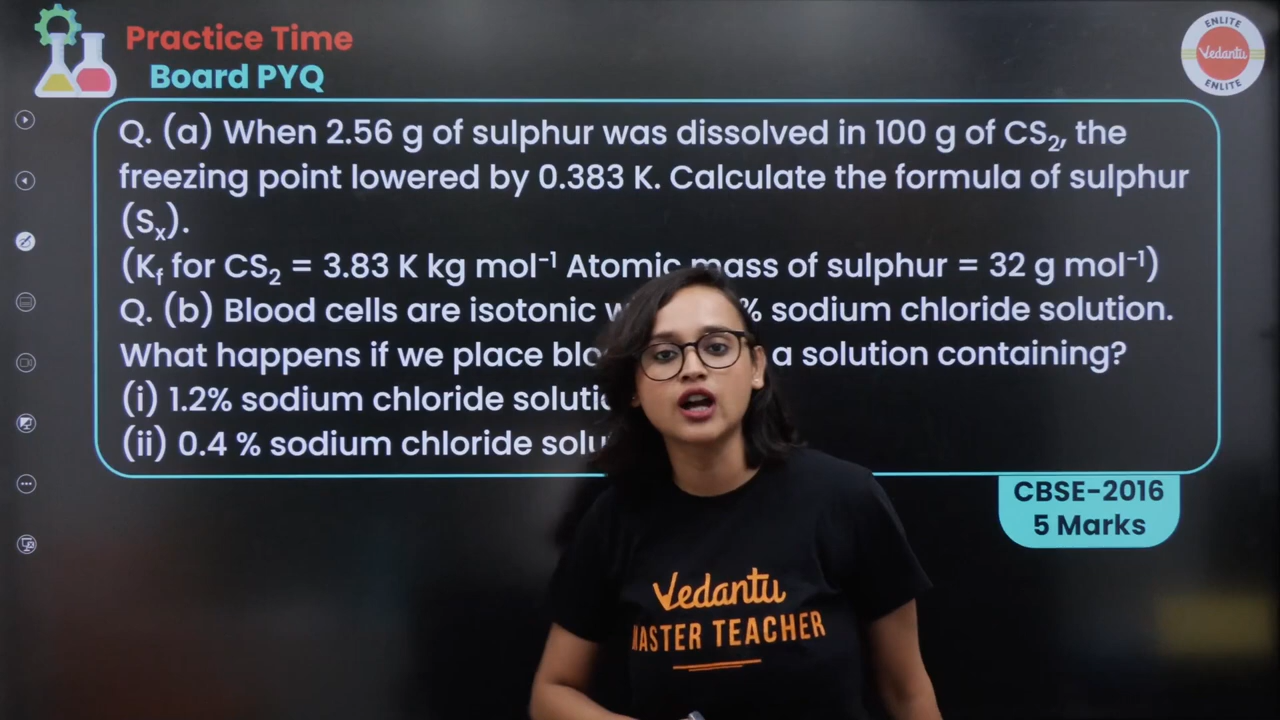 Practice Time
Board PYQ
ENLITE
Vedantu
ENLITE
Q. (a) When 2.56 g of sulphur was dissolved in 100 g of CS₂, the
freezing point lowered by 0.383 K. Calculate the formula of sulphur
(Sₓ).
(K_f for CS₂ = 3.83 K kg mol⁻¹ Atomic mass of sulphur = 32 g mol⁻¹)
Q. (b) Blood cells are isotonic % sodium chloride solution.
What happens if we place a solution containing?
(i) 1.2% sodium chloride
(ii) 0.4 % sodium chloride
CBSE-2016
5 Marks
Vedantu
MASTER TEACHER